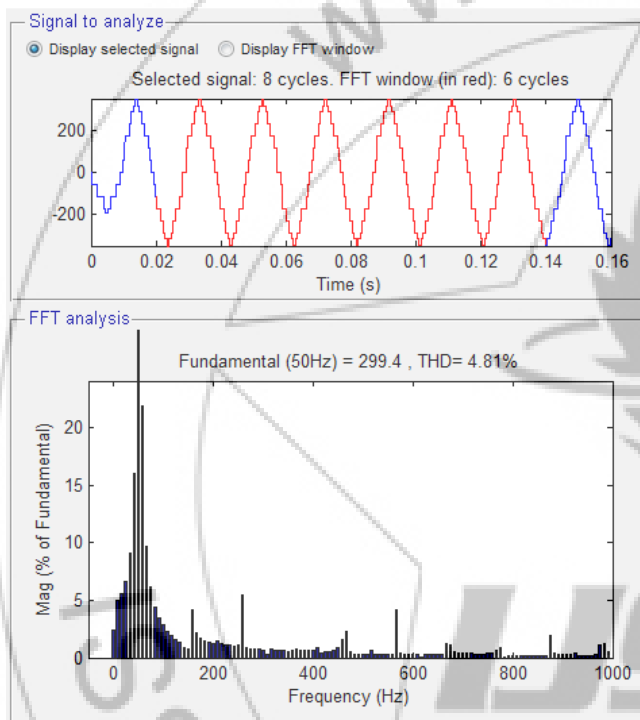 Signal to analyze
Display selected signal Display FFT window
Selected signal: 8 cycles. FFT window (in red): 6 cycles
200
0
-200
0 0.02 0.04 0.06 0.08 0.1 0.12 0.14 0.16
Time (s)
FFT analysis
Fundamental (50Hz) = 299.4 , THD= 4.81%
Mag (% of Fundamental)
20
15
10
5
0
0 200 400 600 800 1000
Frequency (Hz)